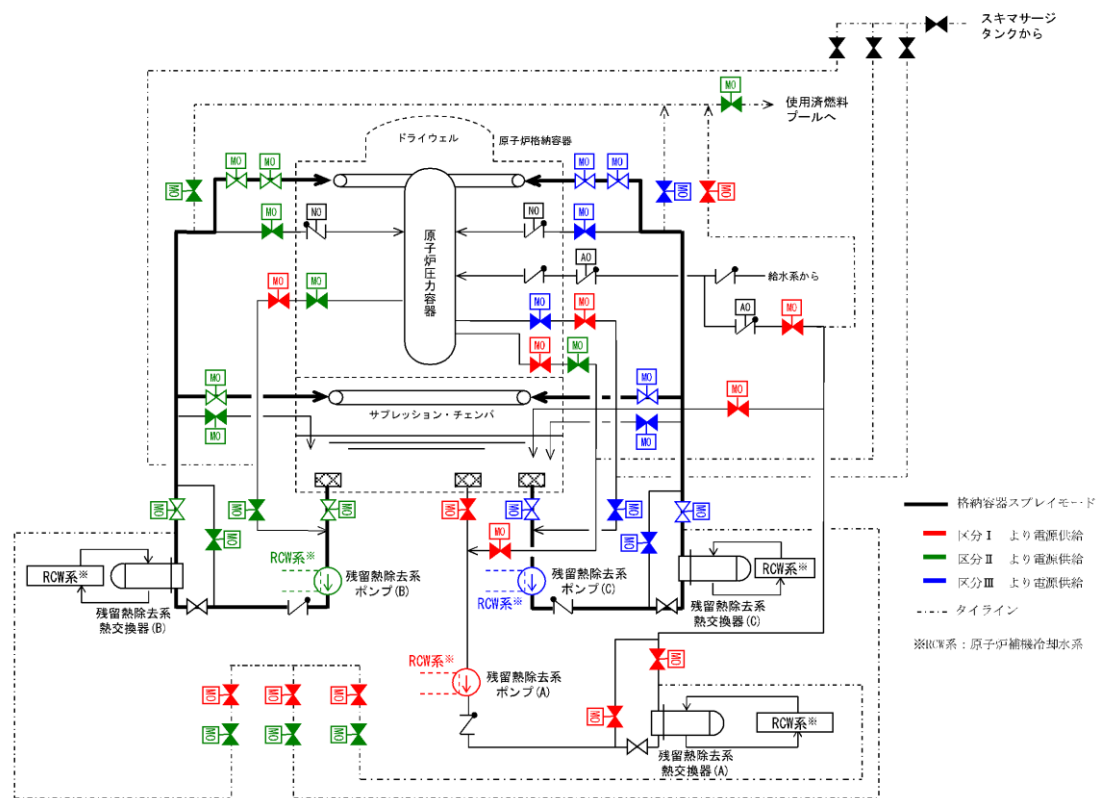 スキマサージ
タンクから
MO
使用済燃料
プールへ
ドライウェル
原子炉格納容器
MO
MO
MO
MO
MO
MO
MO
MO
NO
NO
MO
原子炉圧力容器
AO
給水系から
MO
MO
NO
MO
AO
MO
NO
MO
MO
MO
MO
サプレッション・チェンバ
MO
MO
MO
MO
MO
MO
MO
MO
MO
MO
MO
MO
格納容器スプレイモード
区分Ⅰ より電源供給
区分Ⅱ より電源供給
区分Ⅲ より電源供給
タイライン
※RCW系：原子炉補機冷却水系
RCW系※
RCW系※
残留熱除去系
ポンプ(B)
RCW系※
残留熱除去系
ポンプ(C)
RCW系※
残留熱除去系
熱交換器(B)
残留熱除去系
熱交換器(C)
RCW系※
残留熱除去系
ポンプ(A)
MO
MO
MO
MO
MO
MO
MO
MO
RCW系※
残留熱除去系
熱交換器(A)